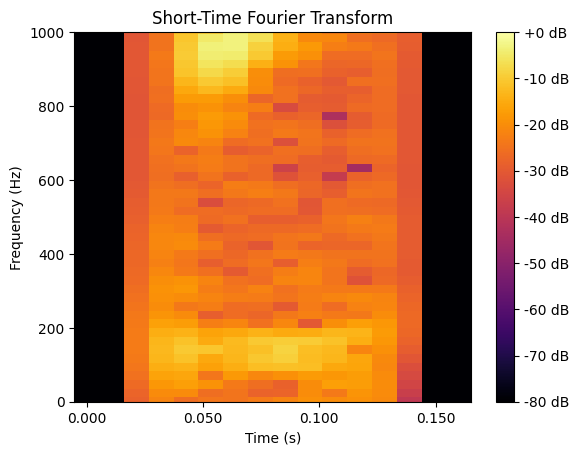 Short-Time Fourier Transform
1000
800
600
400
200
0
Frequency (Hz)
0.000
0.050
0.100
0.150
Time (s)
+0 dB
-10 dB
-20 dB
-30 dB
-40 dB
-50 dB
-60 dB
-70 dB
-80 dB